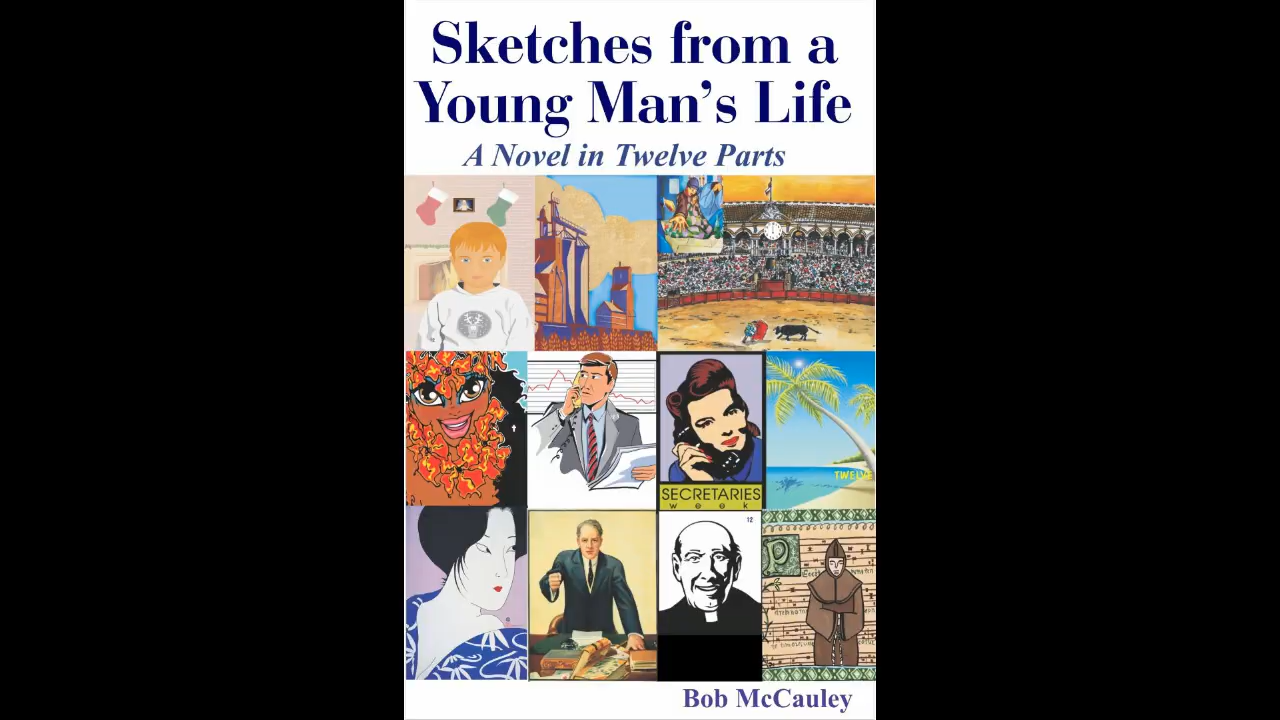 Sketches from a
Young Man's Life
A Novel in Twelve Parts
TWELVE
SECRETARIES
week
12
P
Bob McCauley